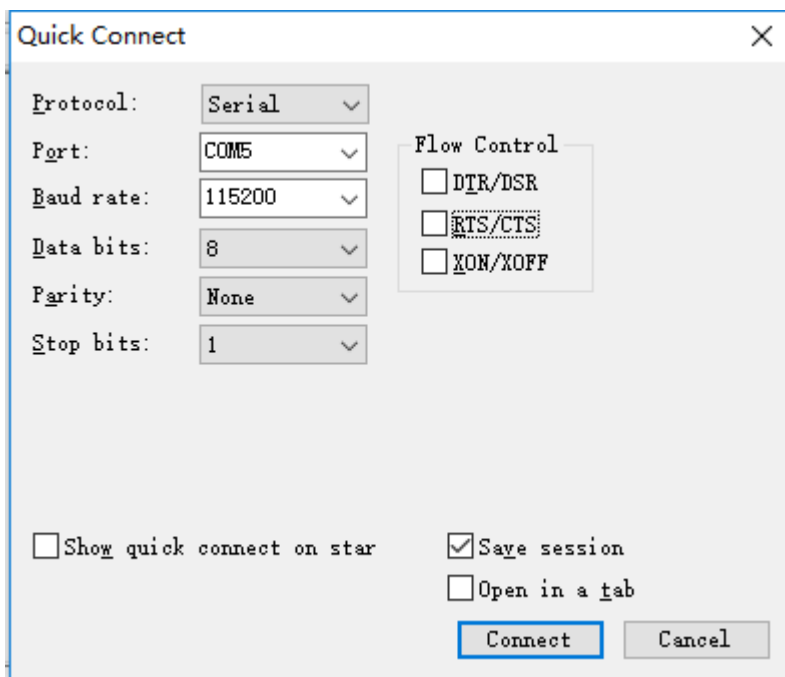 Quick Connect
Protocol: Serial
Port: COM5
Baud rate: 115200
Data bits: 8
Parity: None
Stop bits: 1
Flow Control
DTR/DSR
RTS/CTS
XON/XOFF
Show quick connect on star
Save session
Open in a tab
Connect Cancel